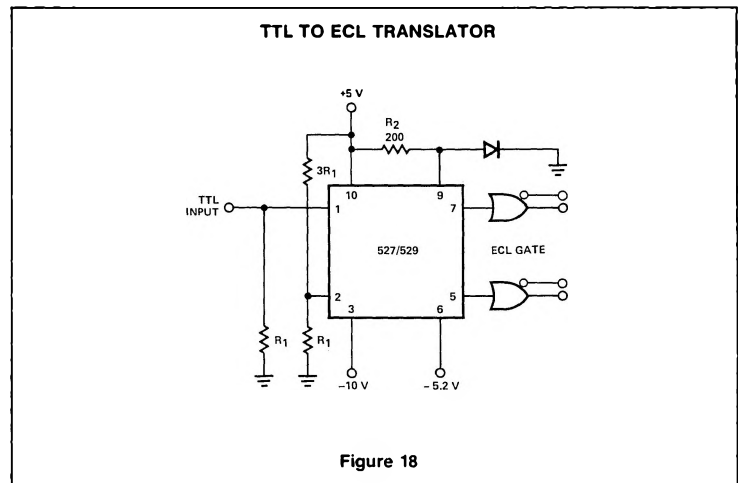 TTL TO ECL TRANSLATOR
+5 V
R2
200
3R1
10
9
TTL
INPUT
1
7
527/529
ECL GATE
2
5
3
6
R1
R1
–10 V
– 5.2 V
Figure 18